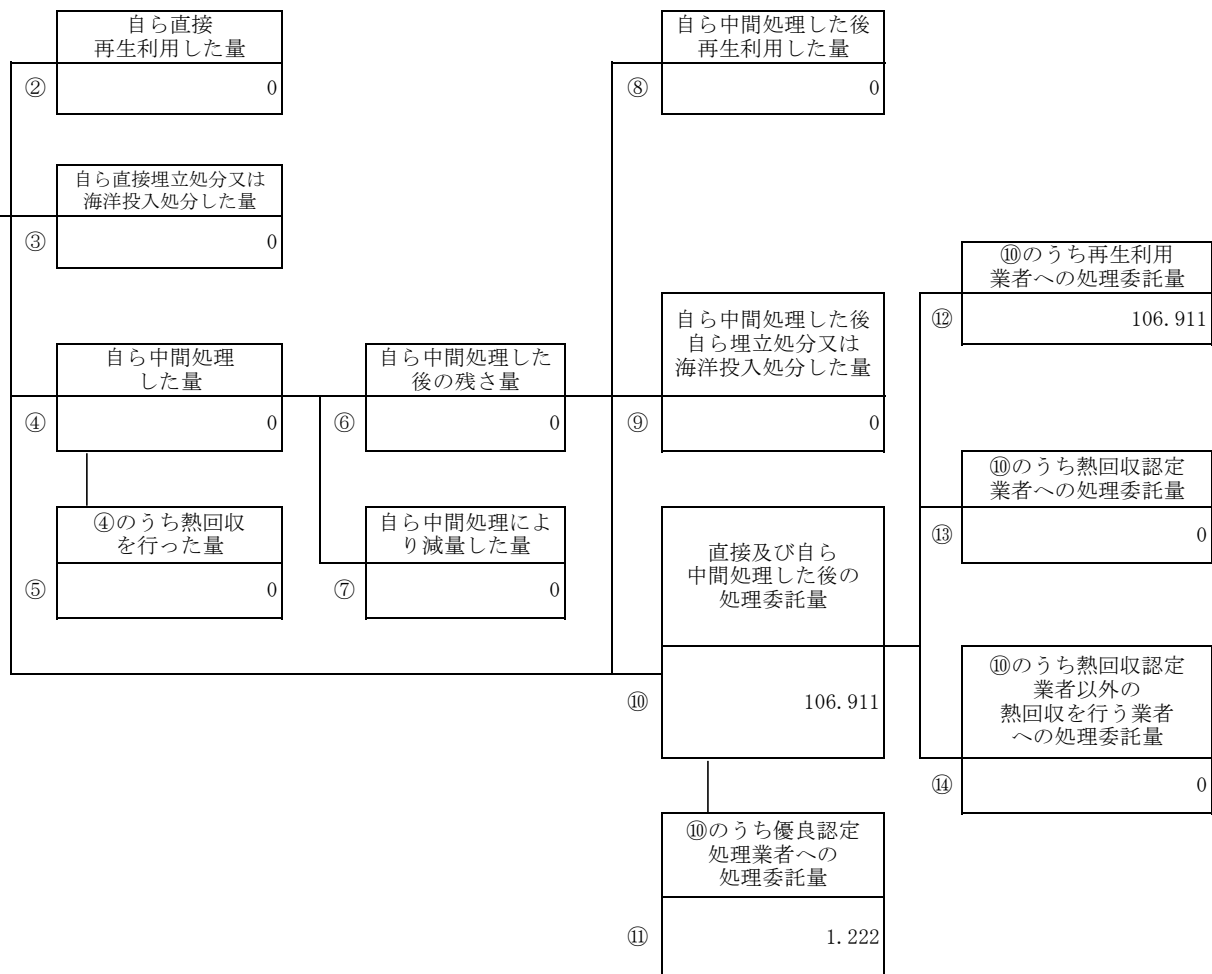 自ら直接
再生利用した量
② 0
自ら直接埋立処分又は
海洋投入処分した量
③ 0
自ら中間処理
した量
④ 0
④のうち熱回収
を行った量
⑤ 0
自ら中間処理した
後の残さ量
⑥ 0
自ら中間処理によ
り減量した量
⑦ 0
自ら中間処理した後
再生利用した量
⑧ 0
自ら中間処理した後
自ら埋立処分又は
海洋投入処分した量
⑨ 0
直接及び自ら
中間処理した後の
処理委託量
⑩ 106.911
⑩のうち優良認定
処理業者への
処理委託量
⑪ 1.222
⑩のうち再生利用
業者への処理委託量
⑫ 106.911
⑩のうち熱回収認定
業者への処理委託量
⑬ 0
⑩のうち熱回収認定
業者以外の
熱回収を行う業者
への処理委託量
⑭ 0